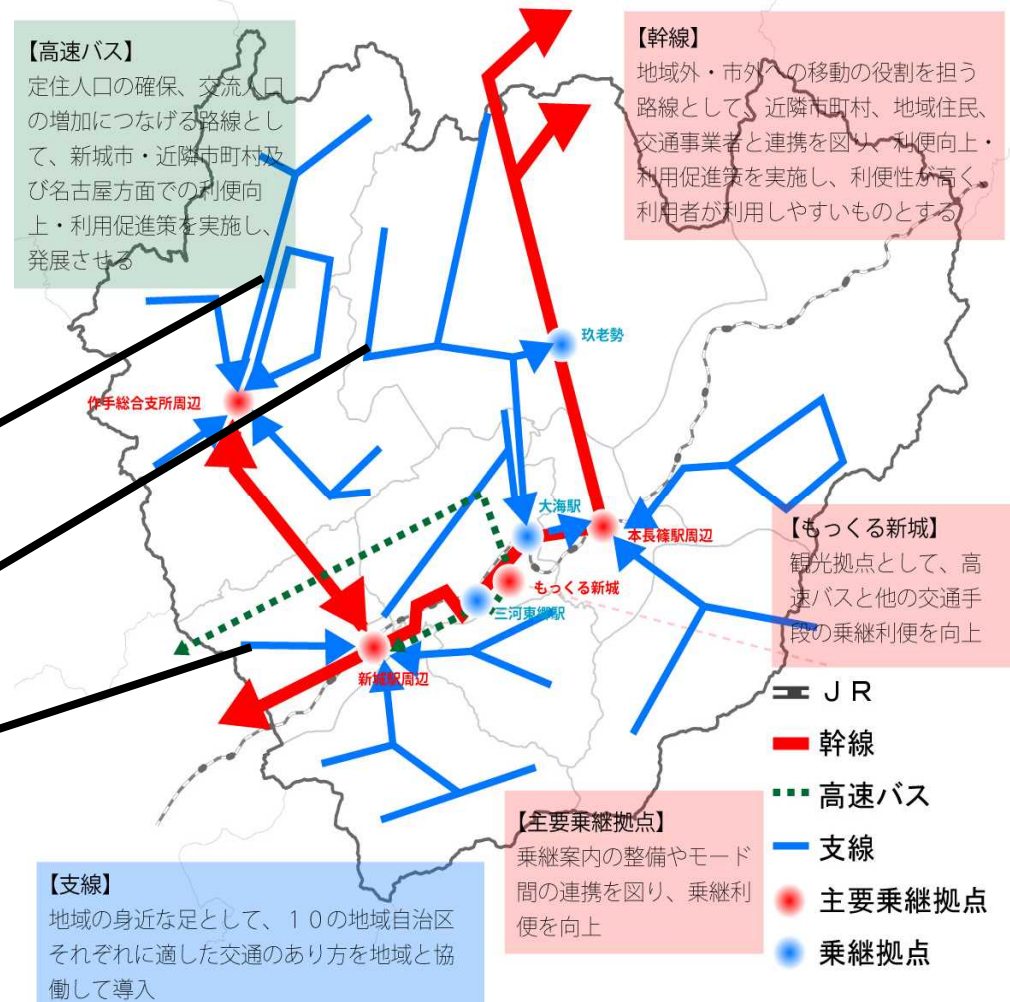 【高速バス】
定住人口の確保、交流人口
の増加につなげる路線とし
て、新城市・近隣市町村及
び名古屋方面での利便向
上・利用促進策を実施し、
発展させる
【幹線】
地域外・市外への移動の役割を担う
路線として、近隣市町村、地域住民、
交通事業者と連携を図り、利便向上・
利用促進策を実施し、利便性が高く、
利用者が利用しやすいものとする
玖老勢
作手総合支所周辺
大海駅
本長篠駅周辺
もっくる新城
三河東郷駅
新城駅周辺
【もっくる新城】
観光拠点として、高
速バスと他の交通手
段の乗継利便を向上
ＪＲ
幹線
高速バス
支線
主要乗継拠点
乗継拠点
【主要乗継拠点】
乗継案内の整備やモード
間の連携を図り、乗継利
便を向上
【支線】
地域の身近な足として、１０の地域自治区
それぞれに適した交通のあり方を地域と協
働して導入